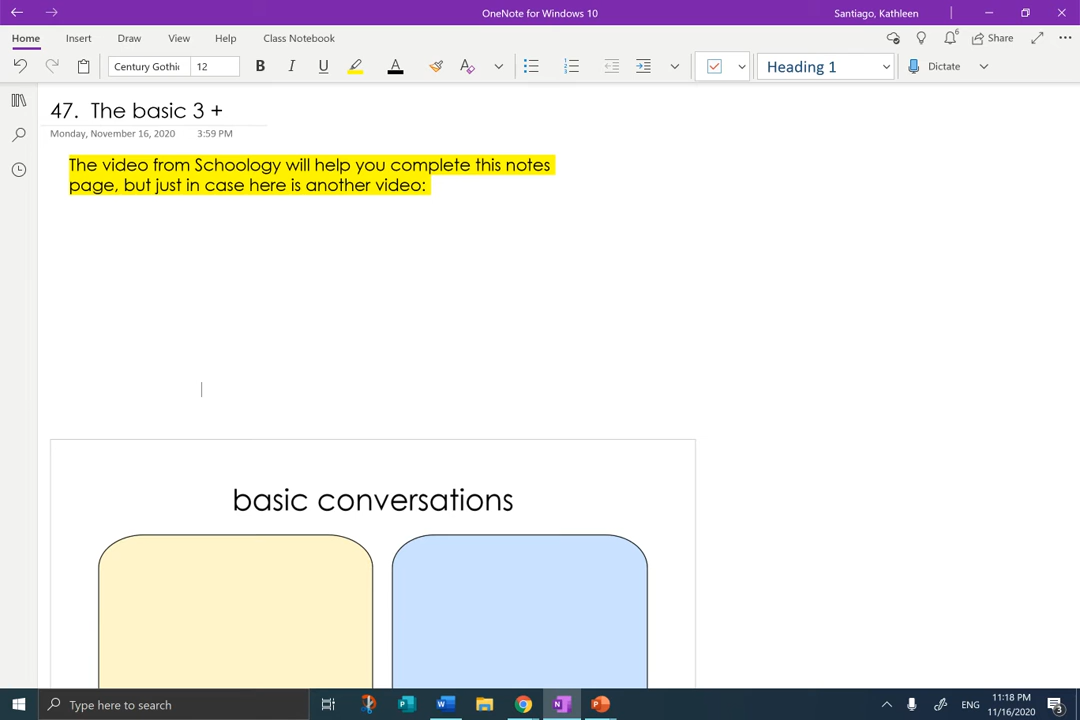 OneNote for Windows 10
Santiago, Kathleen
Home Insert Draw View Help Class Notebook
6
Share
Century Gothic 12 B I U A A Heading 1 Dictate
47. The basic 3 +
Monday, November 16, 2020 3:59 PM
The video from Schoology will help you complete this notes
page, but just in case here is another video:
basic conversations
Type here to search
ENG
11:18 PM
11/16/2020
3